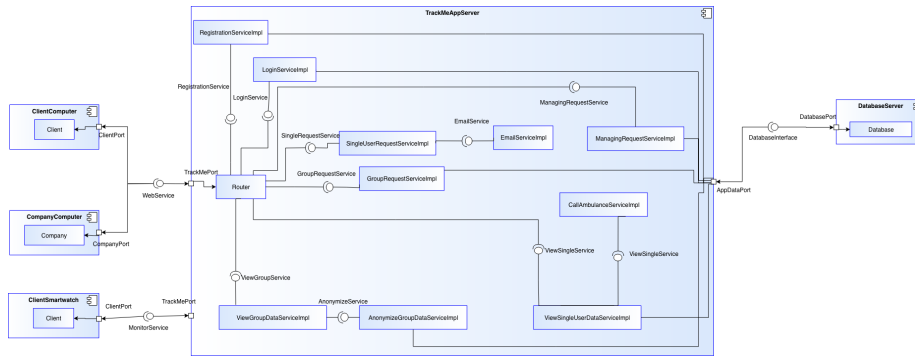 TrackMeAppServer
RegistrationServiceImpl
LoginServiceImpl
RegistrationService
LoginService
ManagingRequestService
ClientComputer
Client
ClientPort
EmailService
SingleRequestService
SingleUserRequestServiceImpl
EmailServiceImpl
ManagingRequestServiceImpl
DatabaseServer
DatabasePort
Database
DatabaseInterface
TrackMePort
GroupRequestService
GroupRequestServiceImpl
Router
WebService
AppDataPort
CompanyComputer
Company
CompanyPort
CallAmbulanceServiceImpl
ViewSingleService
ViewSingleService
ViewGroupService
ClientSmartwatch
Client
ClientPort
TrackMePort
MonitorService
AnonymizeService
ViewGroupDataServiceImpl
AnonymizeGroupDataServiceImpl
ViewSingleUserDataServiceImpl